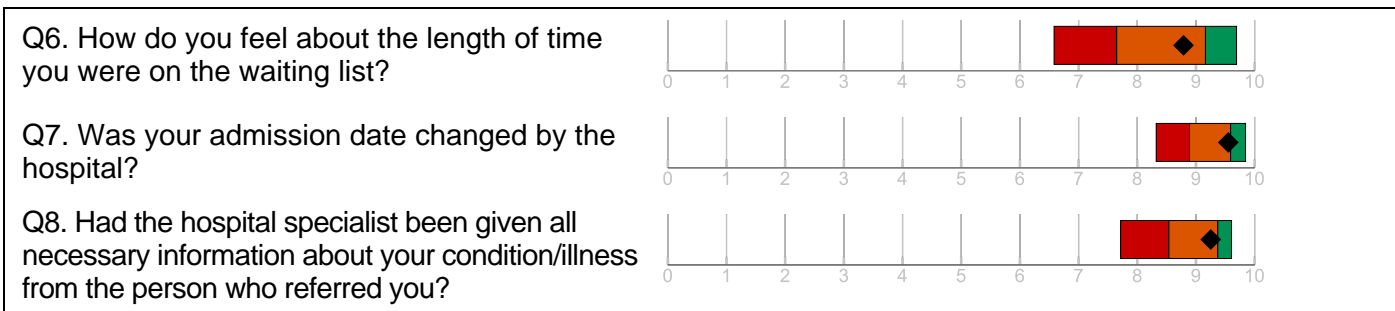 Q6. How do you feel about the length of time
you were on the waiting list?
0 1 2 3 4 5 6 7 8 9 10
Q7. Was your admission date changed by the
hospital?
0 1 2 3 4 5 6 7 8 9 10
Q8. Had the hospital specialist been given all
necessary information about your condition/illness
from the person who referred you?
0 1 2 3 4 5 6 7 8 9 10